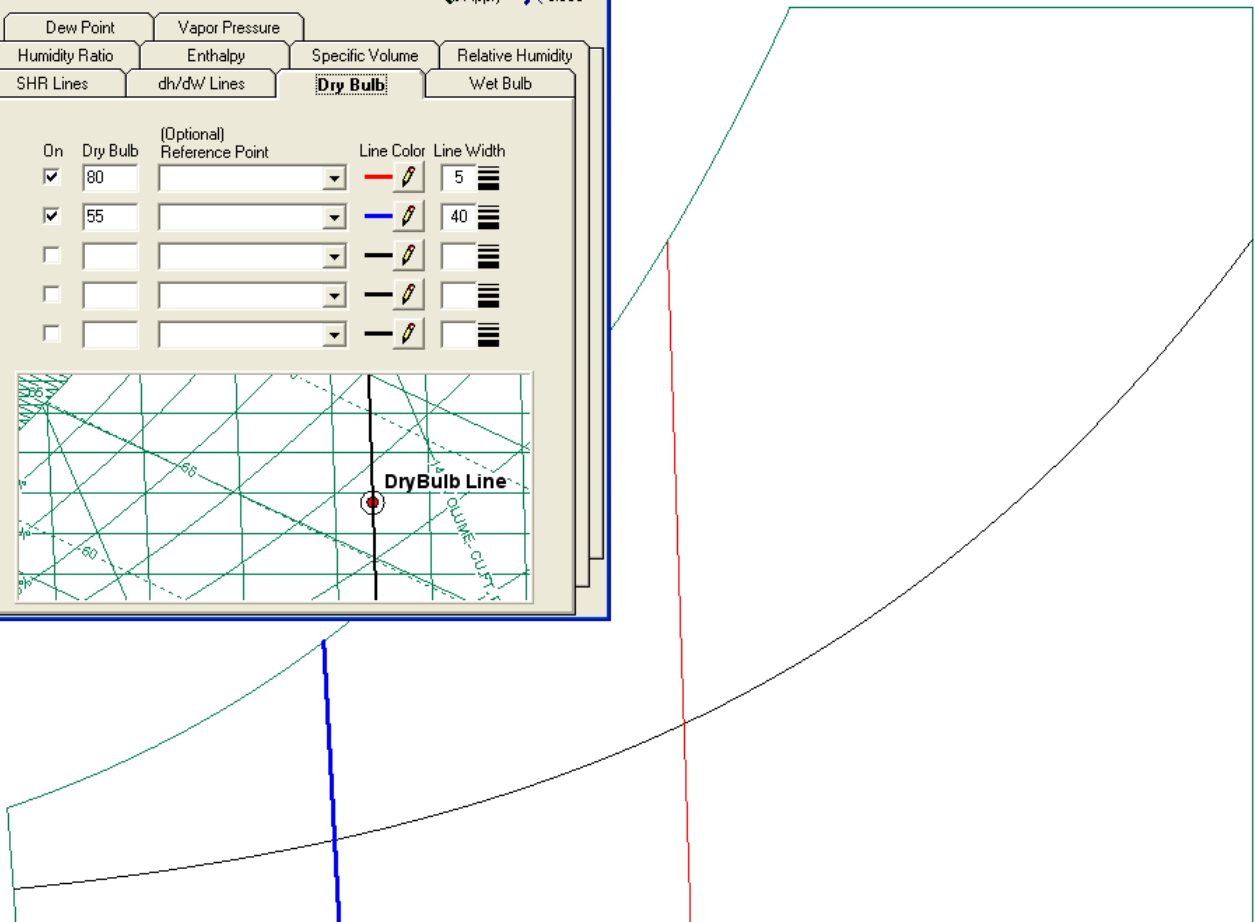 Dew Point Vapor Pressure
Humidity Ratio Enthalpy Specific Volume Relative Humidity
SHR Lines dh/dW Lines Dry Bulb Wet Bulb
(Optional)
On Dry Bulb Reference Point Line Color Line Width
80 5
55 40
65
65
DryBulb Line
60